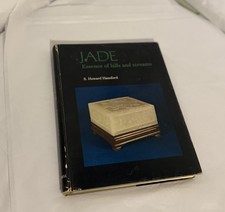 JADE
Essence of hills and streams
S. Howard Hansford